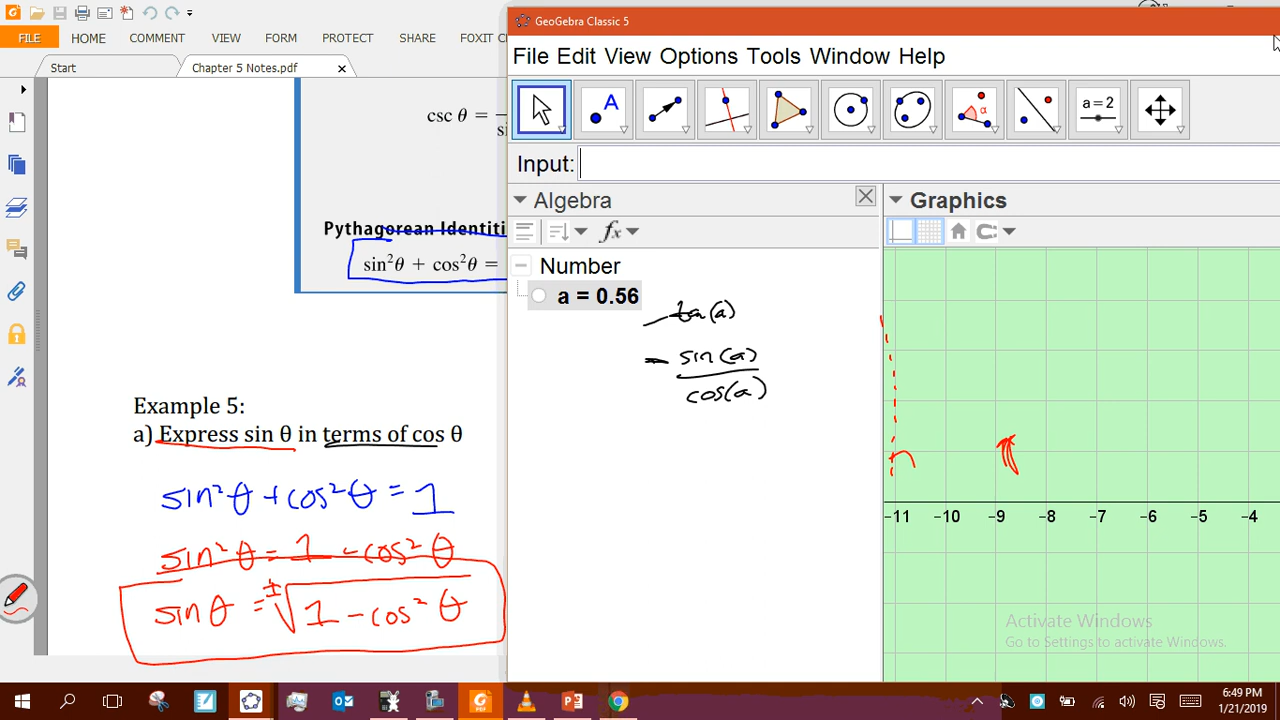 GeoGebra Classic 5
FILE HOME COMMENT VIEW FORM PROTECT SHARE FOXIT
Start Chapter 5 Notes.pdf
File Edit View Options Tools Window Help
A α a = 2
Input:
Algebra
fx
Number
a = 0.56
Graphics
csc θ =
Pythagorean
sin²θ + cos²θ =
Example 5:
a) Express sin θ in terms of cos θ
sin²θ + cos²θ = 1
sin²θ = 1 - cos²θ
sin θ = ±√1 - cos²θ
(a)
= sin(a)
cos(a)
-11 -10 -9 -8 -7 -6 -5 -4
Activate Windows
Go to Settings to activate Windows.
6:49 PM
1/21/2019